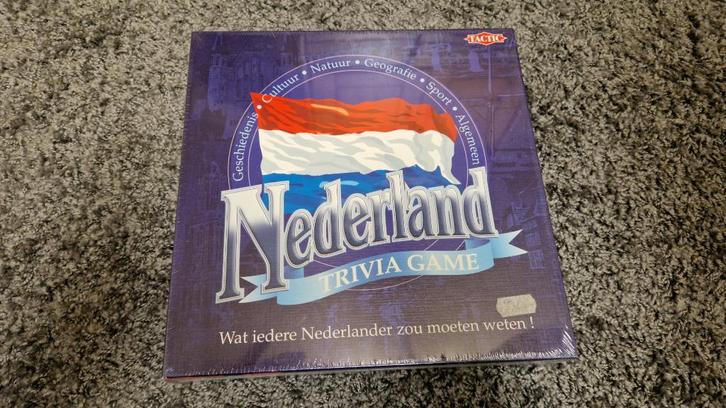 TACTIC
Geschiedenis • Cultuur • Natuur • Geografie • Sport • Algemeen
Nederland
TRIVIA GAME
Wat iedere Nederlander zou moeten weten !